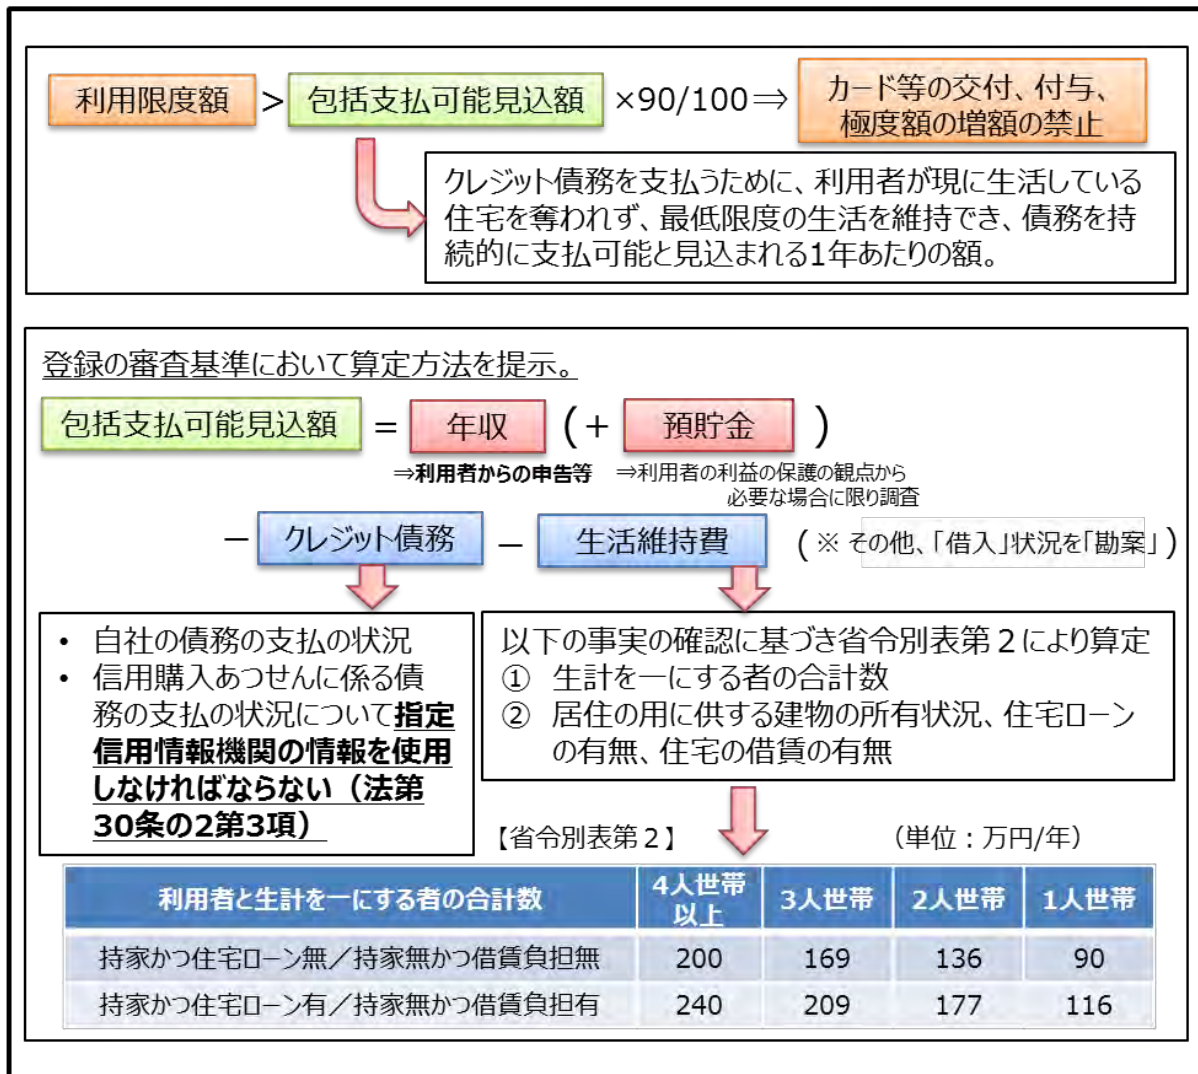 利用限度額 > 包括支払可能見込額 ×90/100⇒ カード等の交付、付与、
極度額の増額の禁止
クレジット債務を支払うために、利用者が現に生活している
住宅を奪われず、最低限度の生活を維持でき、債務を持
続的に支払可能と見込まれる1年あたりの額。
登録の審査基準において算定方法を提示。
包括支払可能見込額 = 年収 (+ 預貯金 )
⇒利用者からの申告等 ⇒利用者の利益の保護の観点から
必要な場合に限り調査
－ クレジット債務 － 生活維持費 (※ その他、「借入」状況を「勘案」)
• 自社の債務の支払の状況
• 信用購入あつせんに係る債
務の支払の状況について指定
信用情報機関の情報を使用
しなければならない（法第
30条の2第3項）
以下の事実の確認に基づき省令別表第２により算定
① 生計を一にする者の合計数
② 居住の用に供する建物の所有状況、住宅ローン
の有無、住宅の借賃の有無
【省令別表第２】 （単位：万円/年）
利用者と生計を一にする者の合計数 4人世帯 3人世帯 2人世帯 1人世帯
以上
持家かつ住宅ローン無／持家無かつ借賃負担無 200 169 136 90
持家かつ住宅ローン有／持家無かつ借賃負担有 240 209 177 116